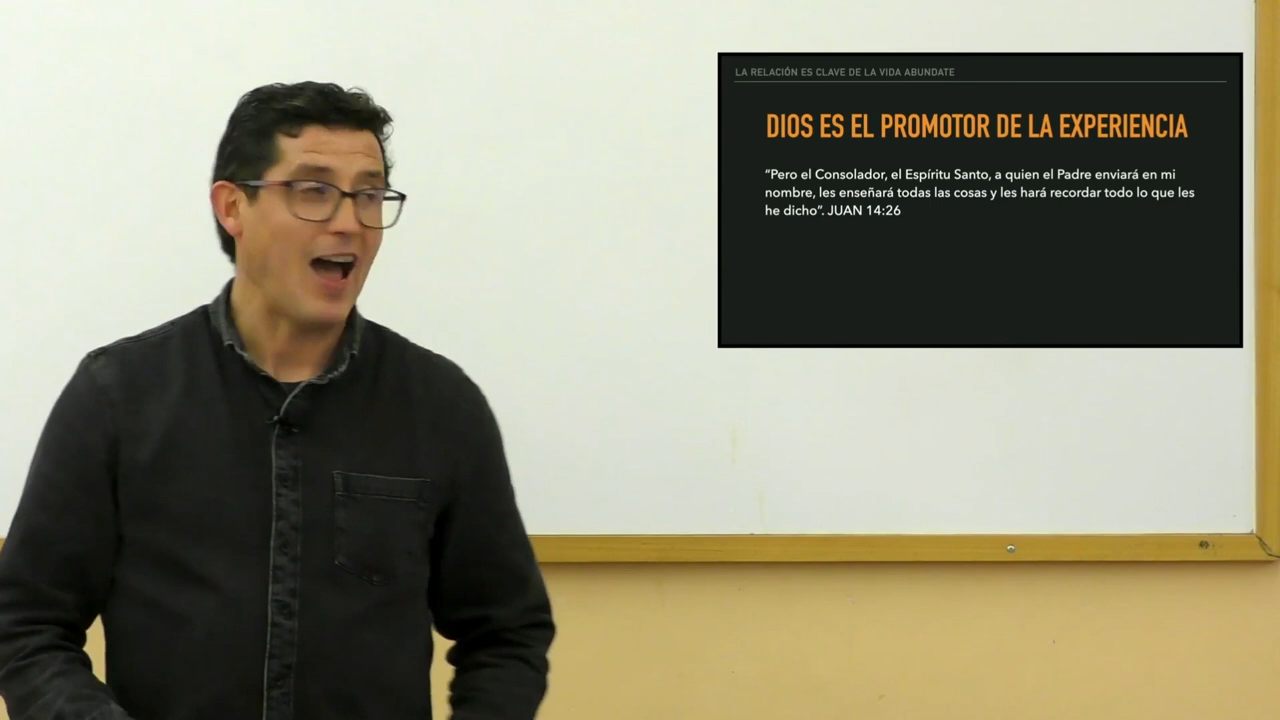 LA RELACIÓN ES CLAVE DE LA VIDA ABUNDATE
DIOS ES EL PROMOTOR DE LA EXPERIENCIA
“Pero el Consolador, el Espíritu Santo, a quien el Padre enviará en mi
nombre, les enseñará todas las cosas y les hará recordar todo lo que les
he dicho”. JUAN 14:26